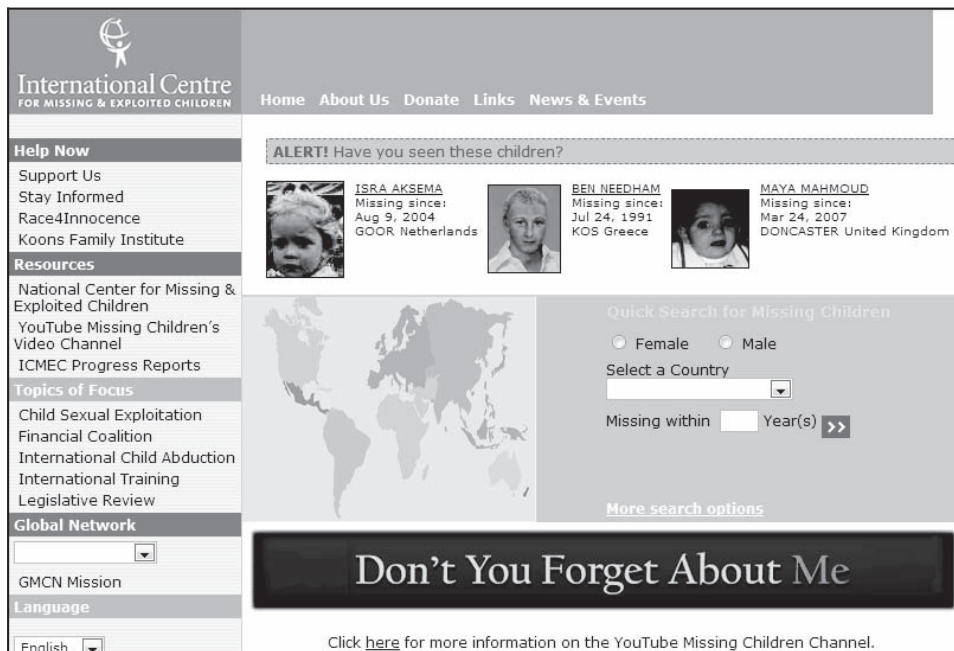 International Centre
FOR MISSING & EXPLOITED CHILDREN
Home About Us Donate Links News & Events
Help Now
Support Us
Stay Informed
Race4Innocence
Koons Family Institute
Resources
National Center for Missing &
Exploited Children
YouTube Missing Children's
Video Channel
ICMEC Progress Reports
Topics of Focus
Child Sexual Exploitation
Financial Coalition
International Child Abduction
International Training
Legislative Review
Global Network
GMCN Mission
Language
English
ALERT! Have you seen these children?
ISRA AKSEMA
Missing since:
Aug 9, 2004
GOOR Netherlands
BEN NEEDHAM
Missing since:
Jul 24, 1991
KOS Greece
MAYA MAHMOUD
Missing since:
Mar 24, 2007
DONCASTER United Kingdom
Quick Search for Missing Children
Female Male
Select a Country
Missing within Year(s) >>
More search options
Don't You Forget About Me
Click here for more information on the YouTube Missing Children Channel.